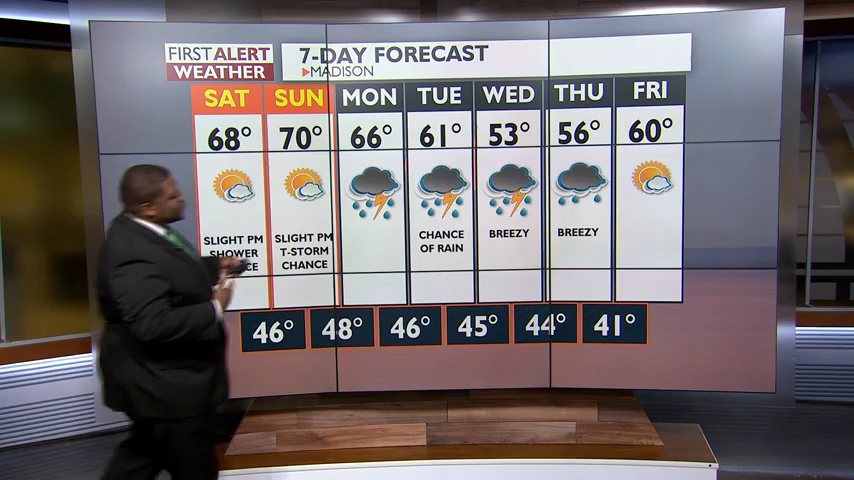 FIRST ALERT
WEATHER
7-DAY FORECAST
MADISON
SAT SUN MON TUE WED THU FRI
68° 70° 66° 61° 53° 56° 60°
SLIGHT PM
SHOWER
SLIGHT PM
T-STORM
CHANCE
CHANCE
OF RAIN
BREEZY
BREEZY
46° 48° 46° 45° 44° 41°